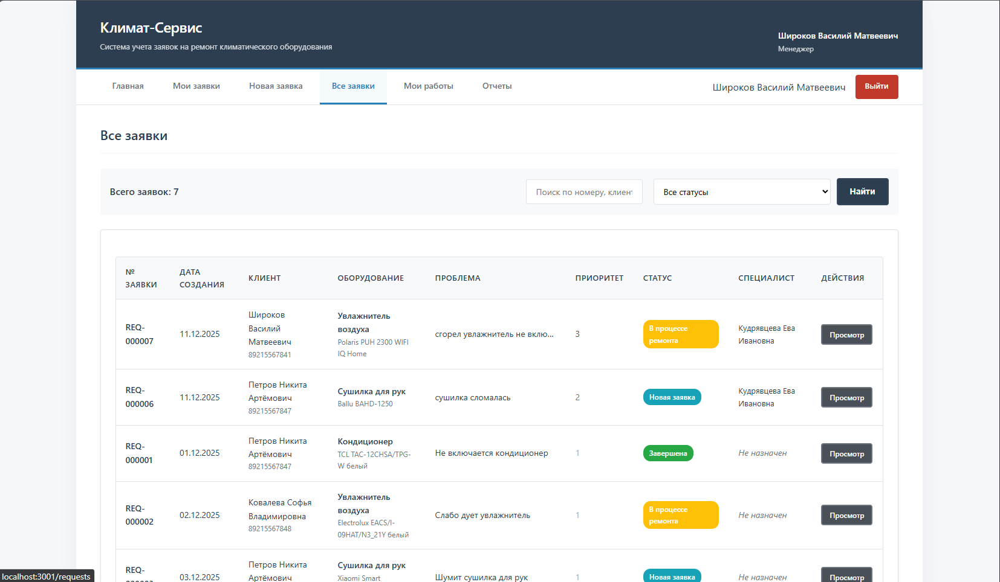 Климат-Сервис
Система учета заявок на ремонт климатического оборудования
Широков Василий Матвеевич
Менеджер
Главная
Мои заявки
Новая заявка
Все заявки
Мои работы
Отчеты
Широков Василий Матвеевич
Выйти
Все заявки
Всего заявок: 7
Поиск по номеру, клиент
Все статусы
Найти
№
ЗАЯВКИ
ДАТА
СОЗДАНИЯ
КЛИЕНТ
ОБОРУДОВАНИЕ
ПРОБЛЕМА
ПРИОРИТЕТ
СТАТУС
СПЕЦИАЛИСТ
ДЕЙСТВИЯ
REQ-
000007
11.12.2025
Широков
Василий
Матвеевич
89215567841
Увлажнитель
воздуха
Polaris PUH 2300 WIFI
IQ Home
сгорел увлажнитель не вклю...
3
В процессе
ремонта
Кудрявцева Ева
Ивановна
Просмотр
REQ-
000006
11.12.2025
Петров Никита
Артёмович
89215567847
Сушилка для рук
Ballu BAHD-1250
сушилка сломалась
2
Новая заявка
Кудрявцева Ева
Ивановна
Просмотр
REQ-
000001
01.12.2025
Петров Никита
Артёмович
89215567847
Кондиционер
TCL TAC-12CHSA/TPG-
W белый
Не включается кондиционер
1
Завершена
Не назначен
Просмотр
REQ-
000002
02.12.2025
Ковалева Софья
Владимировна
89215567848
Увлажнитель
воздуха
Electrolux EACS/I-
09HAT/N3_21Y белый
Слабо дует увлажнитель
1
В процессе
ремонта
Не назначен
Просмотр
REQ-
03.12.2025
Петров Никита
Артёмович
Сушилка для рук
Xiaomi Smart
Шумит сушилка для рук
1
Новая заявка
Не назначен
Просмотр
localhost:3001/requests